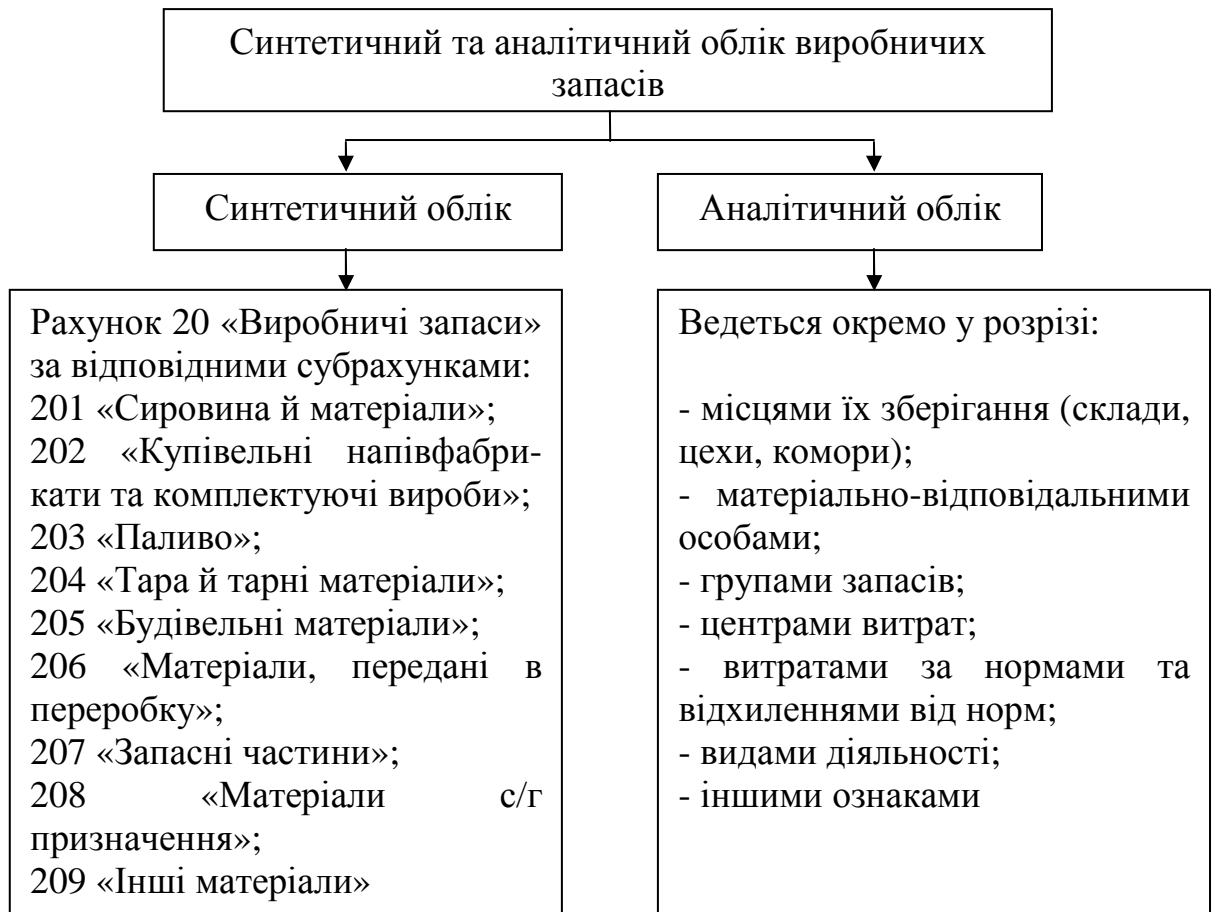 Синтетичний та аналітичний облік виробничих
запасів
Синтетичний облік
Аналітичний облік
Рахунок 20 «Виробничі запаси»
за відповідними субрахунками:
201 «Сировина й матеріали»;
202 «Купівельні напівфабри-
кати та комплектуючі вироби»;
203 «Паливо»;
204 «Тара й тарні матеріали»;
205 «Будівельні матеріали»;
206 «Матеріали, передані в
переробку»;
207 «Запасні частини»;
208 «Матеріали с/г
призначення»;
209 «Інші матеріали»
Ведеться окремо у розрізі:
- місцями їх зберігання (склади,
цехи, комори);
- матеріально-відповідальними
особами;
- групами запасів;
- центрами витрат;
- витратами за нормами та
відхиленнями від норм;
- видами діяльності;
- іншими ознаками